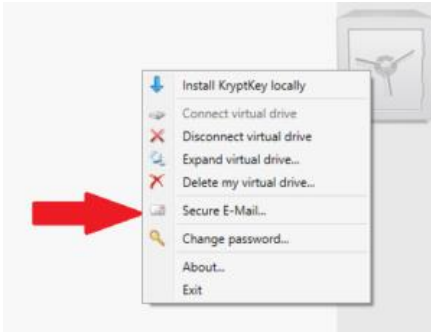 Install KryptKey locally
Connect virtual drive
Disconnect virtual drive
Expand virtual drive...
Delete my virtual drive...
Secure E-Mail...
Change password...
About...
Exit